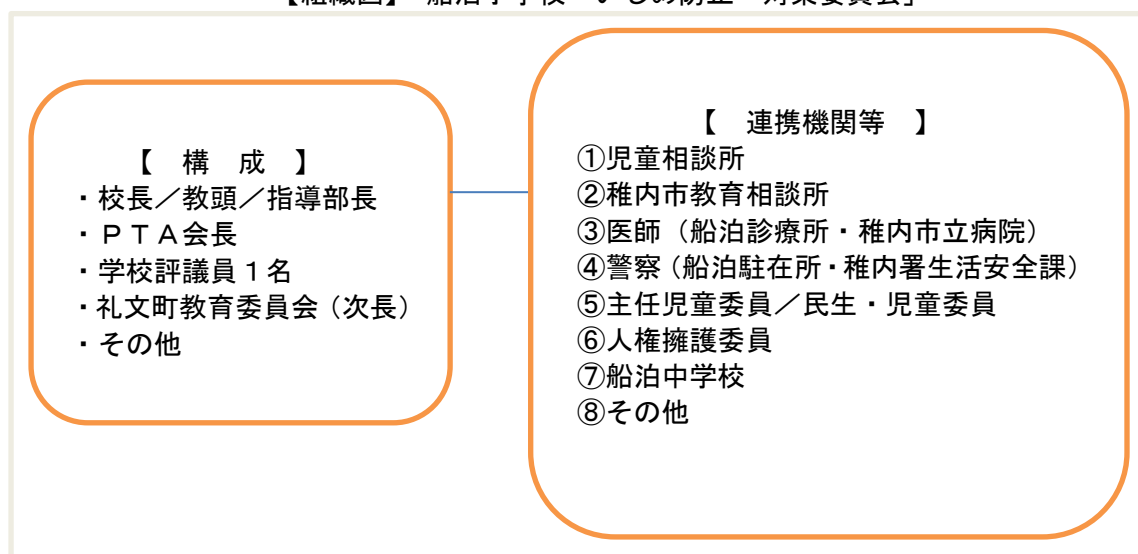 【 構 成 】
・校長／教頭／指導部長
・ＰＴＡ会長
・学校評議員１名
・礼文町教育委員会（次長）
・その他
【 連携機関等 】
①児童相談所
②稚内市教育相談所
③医師（船泊診療所・稚内市立病院）
④警察（船泊駐在所・稚内署生活安全課）
⑤主任児童委員／民生・児童委員
⑥人権擁護委員
⑦船泊中学校
⑧その他